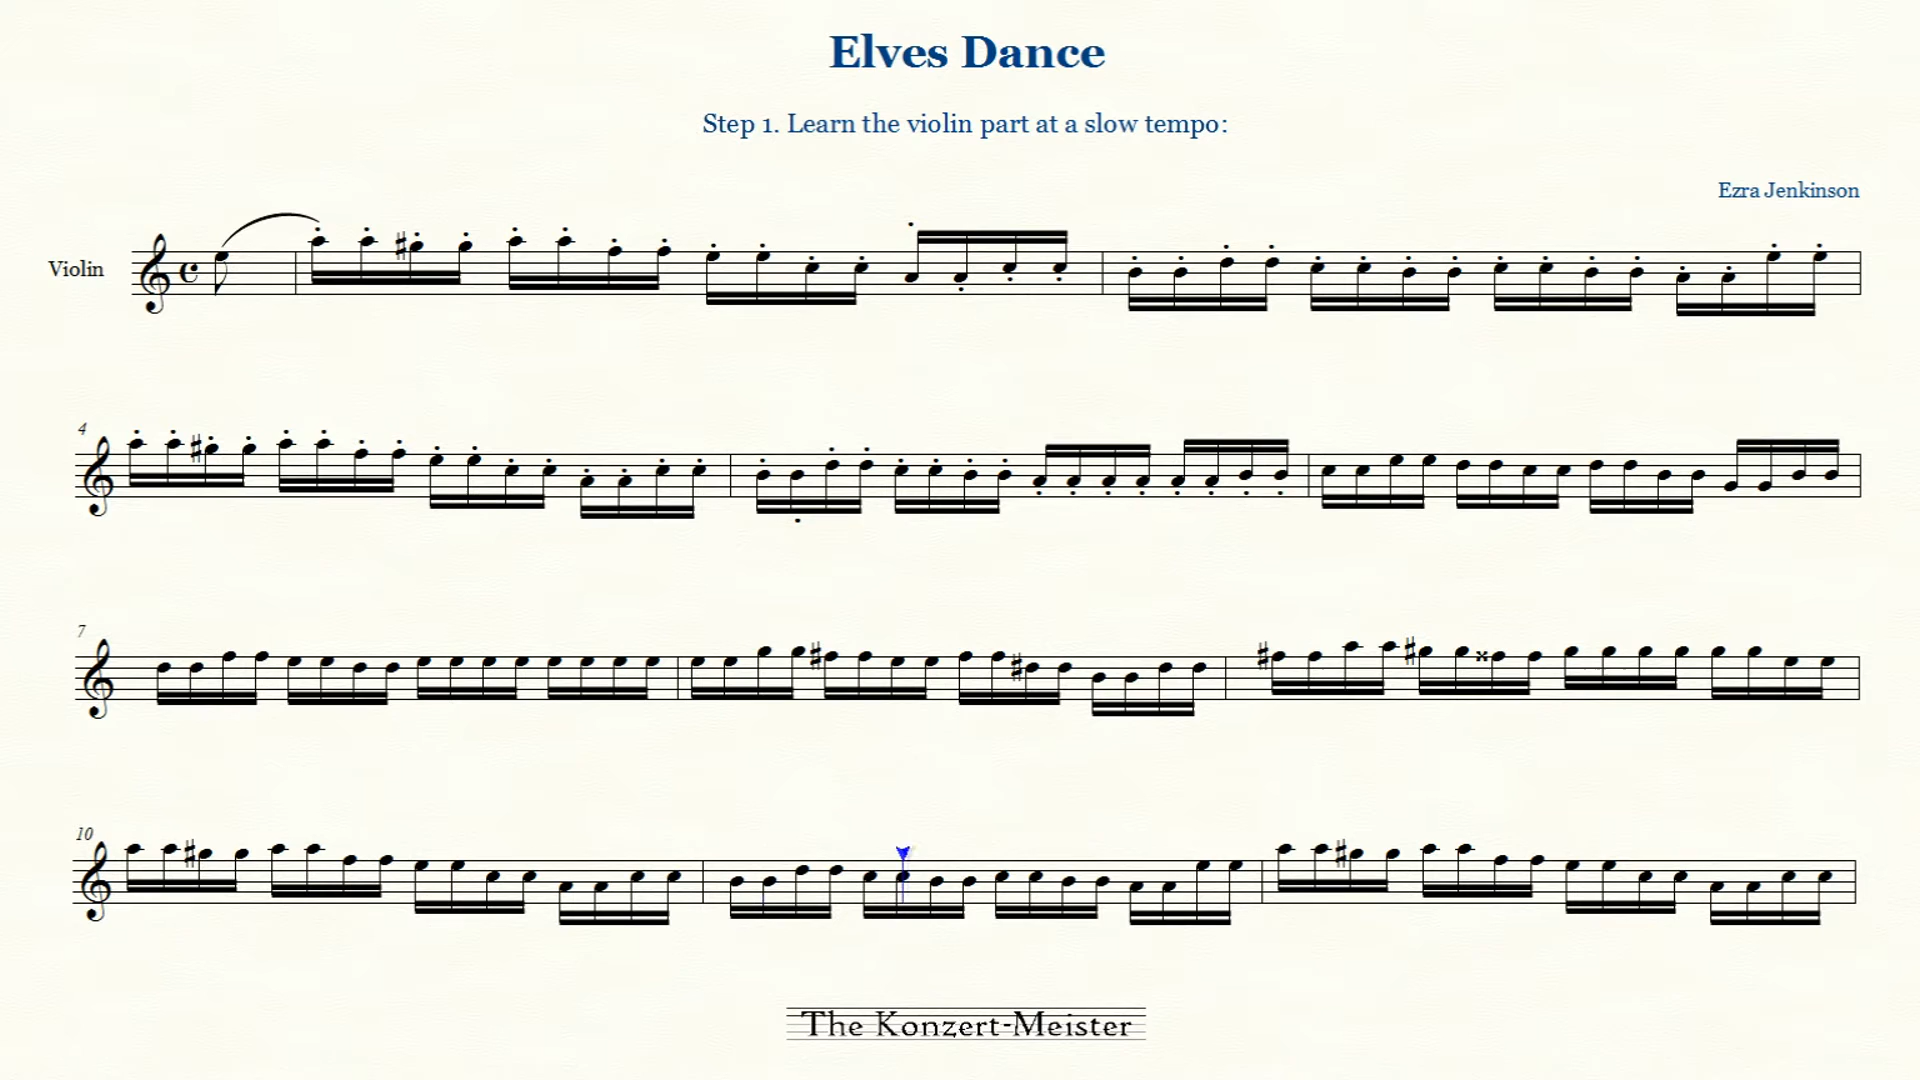 Elves Dance
Step 1. Learn the violin part at a slow tempo:
Ezra Jenkinson
Violin
4
7
10
The Konzert-Meister